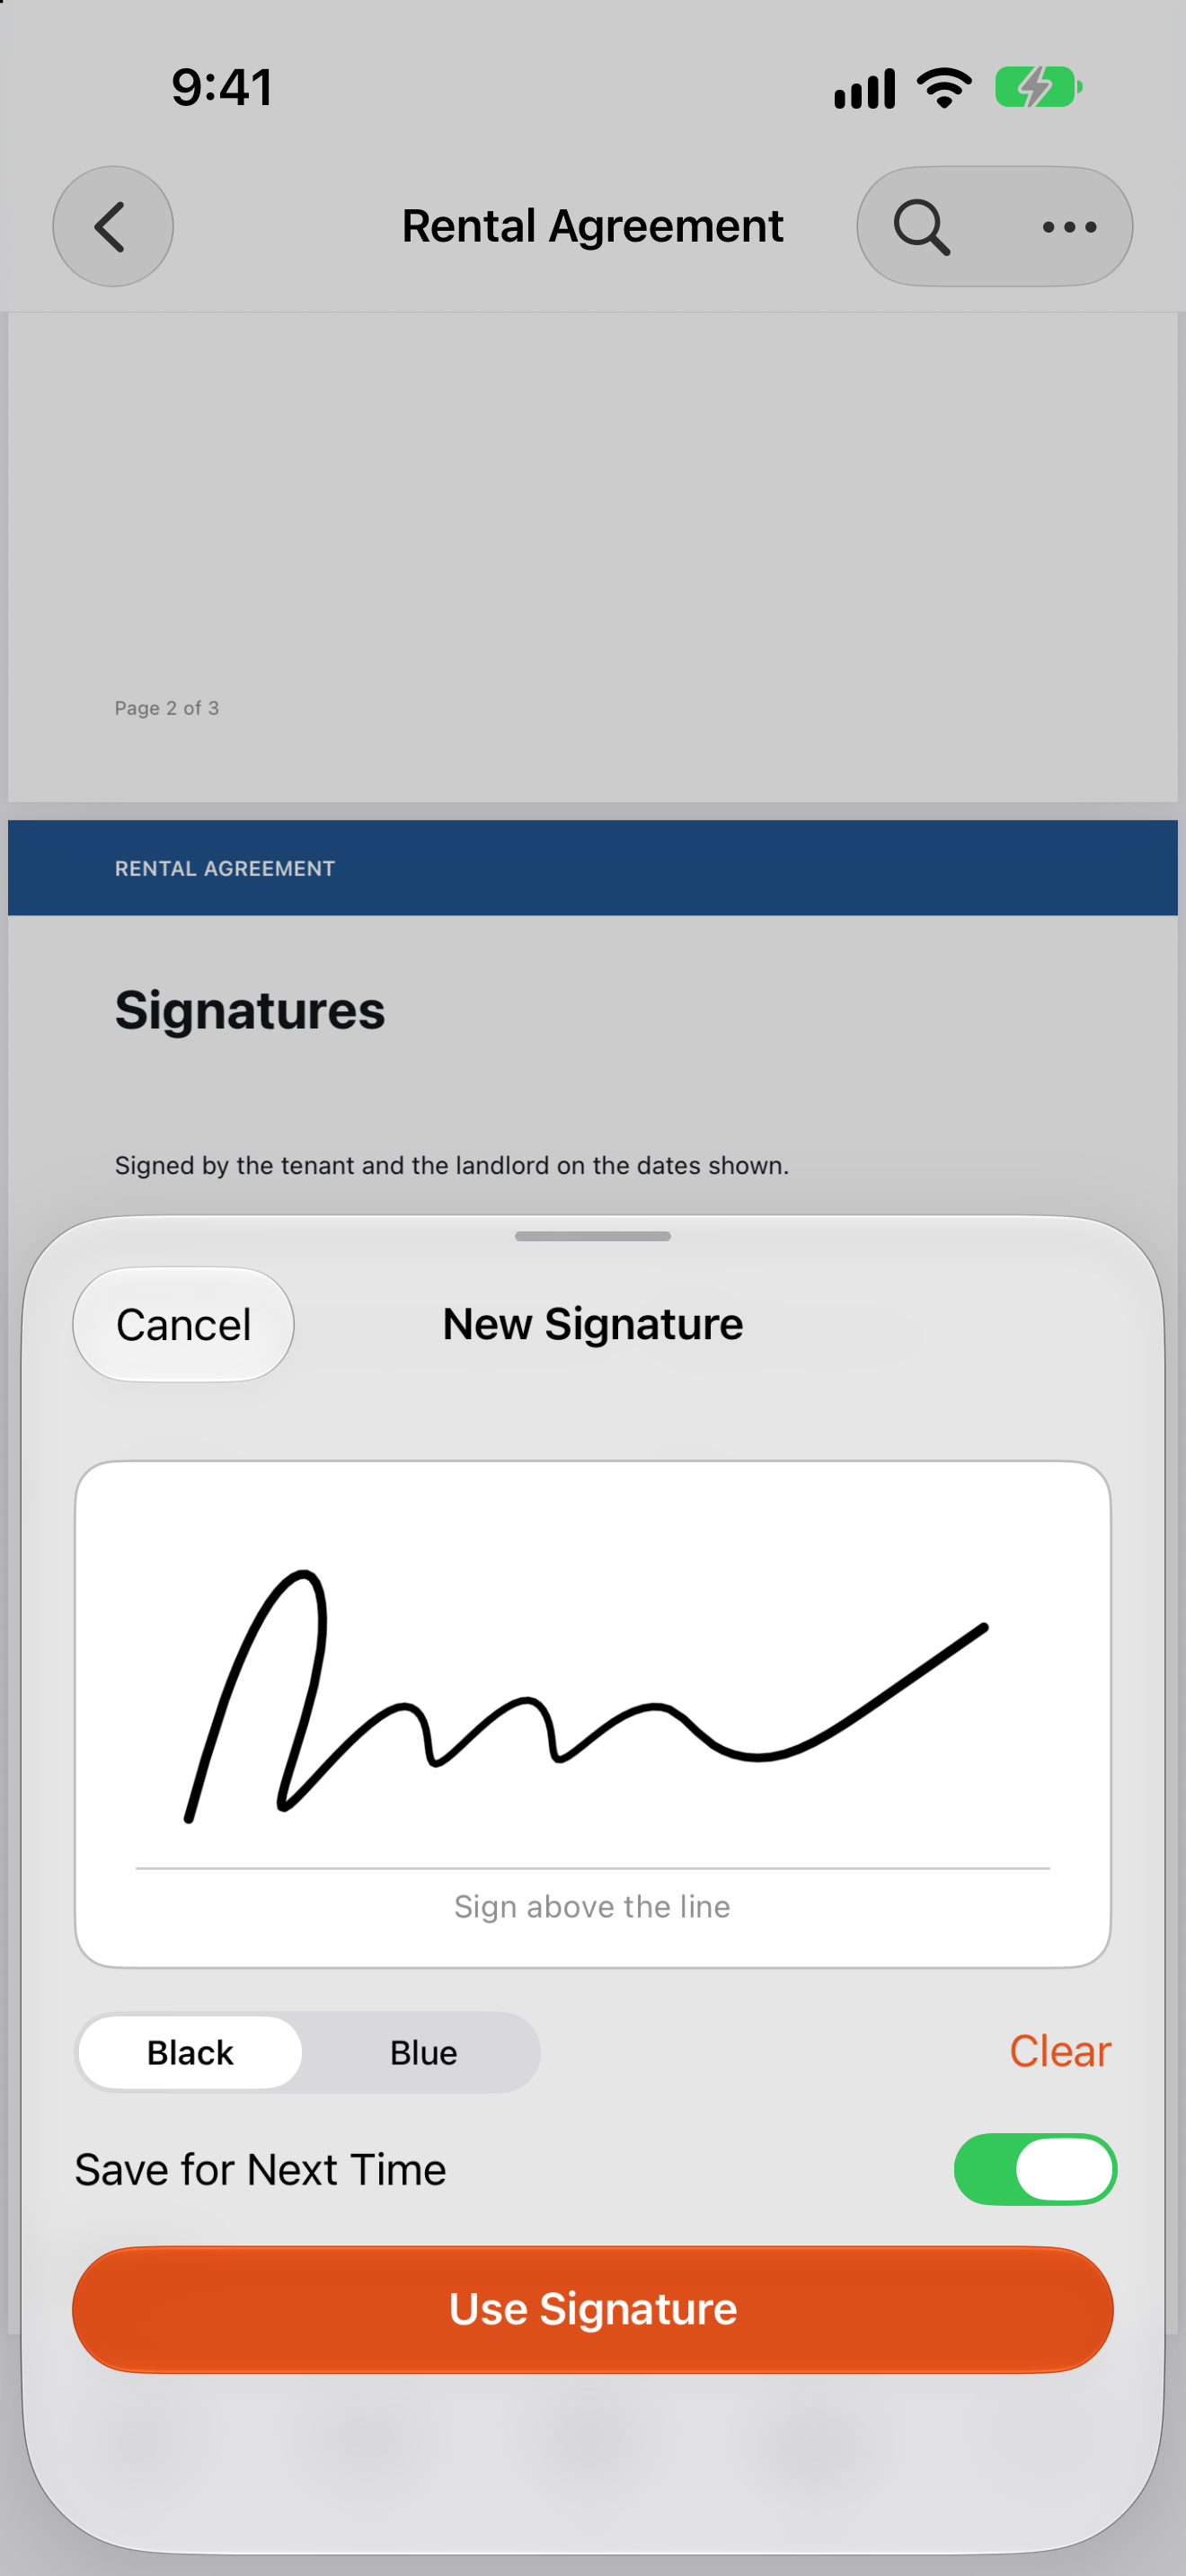 9:41
Rental Agreement
Page 2 of 3
RENTAL AGREEMENT
Signatures
Signed by the tenant and the landlord on the dates shown.
Cancel
New Signature
Sign above the line
Black
Blue
Clear
Save for Next Time
Use Signature